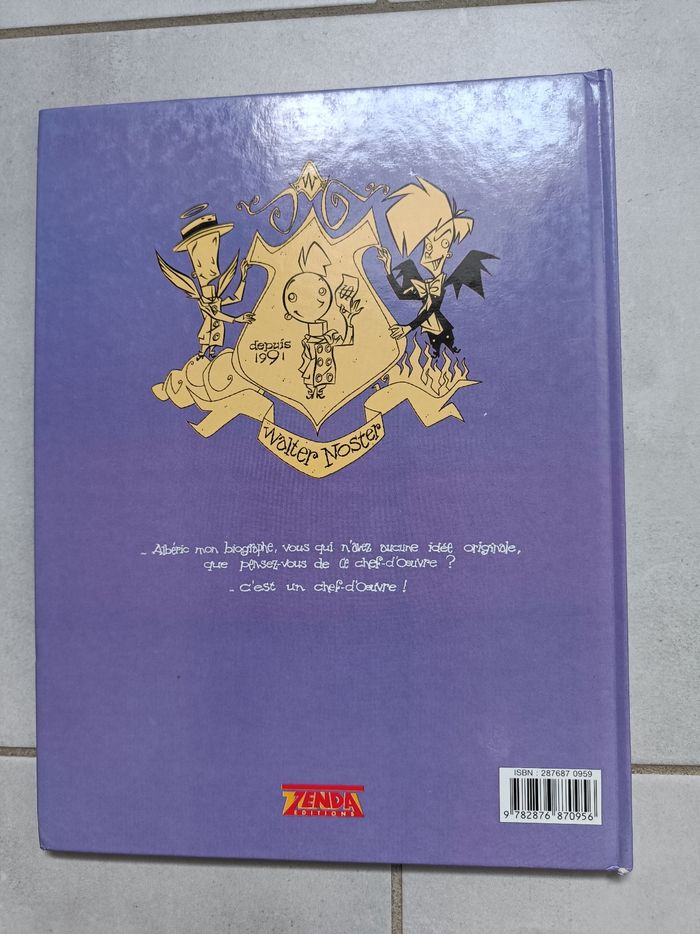 W
depuis
1991
Walter Noster
_ Albéric mon biographe, vous qui n'avez aucune idée originale,
que pensez-vous de ce chef-d'Oeuvre ?
_ C'est un chef-d'Oeuvre !
ZENDA
EDITIONS
ISBN : 287687 0959
9 782876 870956